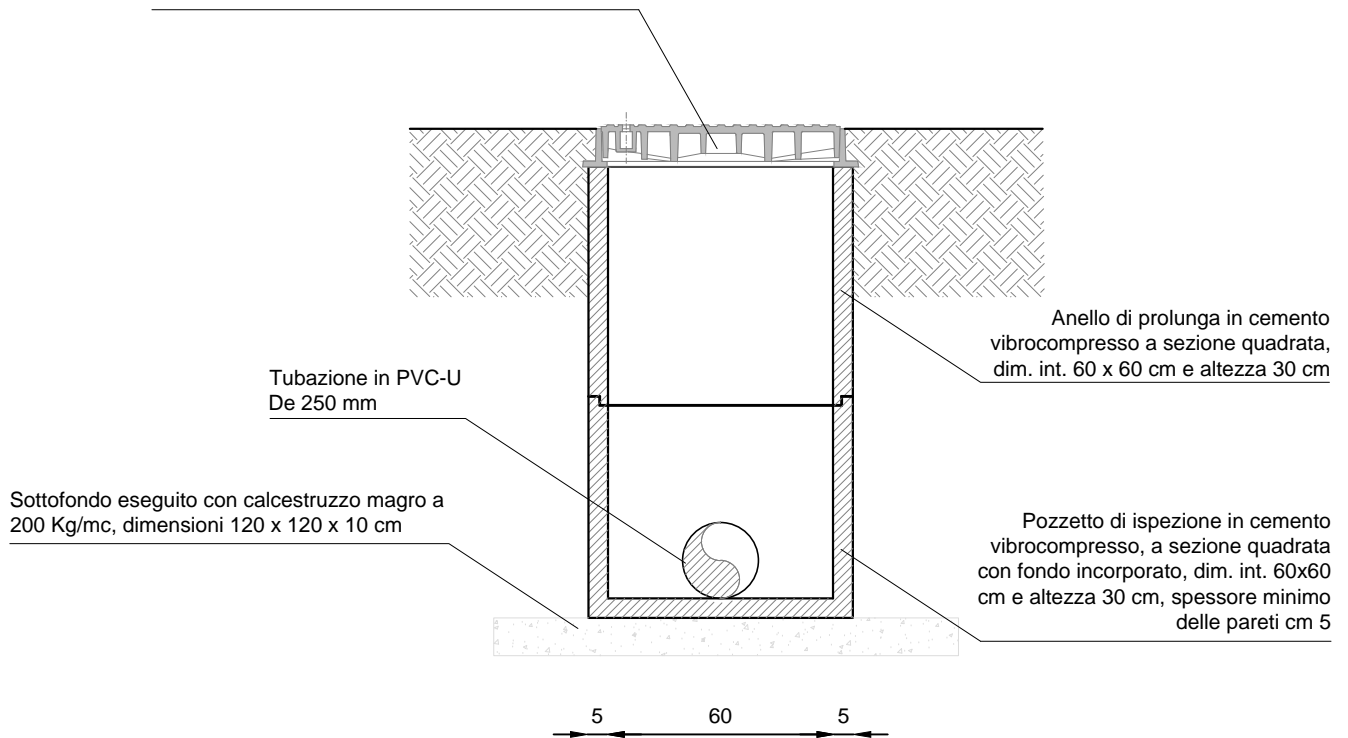 Anello di prolunga in cemento
vibrocompresso a sezione quadrata,
dim. int. 60 x 60 cm e altezza 30 cm
Tubazione in PVC-U
De 250 mm
Sottofondo eseguito con calcestruzzo magro a
200 Kg/mc, dimensioni 120 x 120 x 10 cm
Pozzetto di ispezione in cemento
vibrocompresso, a sezione quadrata
con fondo incorporato, dim. int. 60x60
cm e altezza 30 cm, spessore minimo
delle pareti cm 5
5 60 5